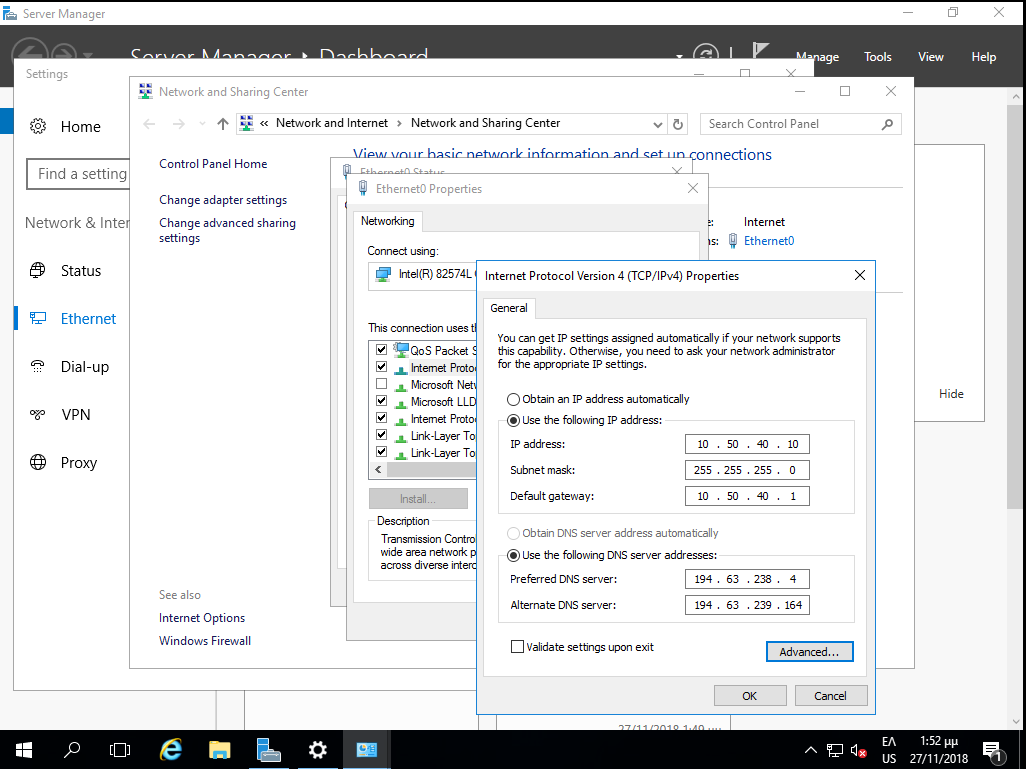 Server Manager
Server Manager
Dashboard
Manage
Tools
View
Help
Settings
Home
Find a setting
Network & Inter
Status
Ethernet
Dial-up
VPN
Proxy
Network and Sharing Center
« Network and Internet > Network and Sharing Center
Search Control Panel
Control Panel Home
Change adapter settings
Change advanced sharing
settings
See also
Internet Options
Windows Firewall
View your basic network information and set up connections
Internet
Ethernet0
Ethernet0 Status
Ethernet0 Properties
Networking
Connect using:
Intel(R) 82574L
This connection uses th
QoS Packet S
Internet Protoc
Microsoft Netw
Microsoft LLD
Internet Protoc
Link-Layer To
Link-Layer To
Install...
Description
Transmission Contro
wide area network p
across diverse interc
Internet Protocol Version 4 (TCP/IPv4) Properties
General
You can get IP settings assigned automatically if your network supports
this capability. Otherwise, you need to ask your network administrator
for the appropriate IP settings.
Obtain an IP address automatically
Use the following IP address:
IP address: 10 . 50 . 40 . 10
Subnet mask: 255 . 255 . 255 . 0
Default gateway: 10 . 50 . 40 . 1
Obtain DNS server address automatically
Use the following DNS server addresses:
Preferred DNS server: 194 . 63 . 238 . 4
Alternate DNS server: 194 . 63 . 239 . 164
Validate settings upon exit
Advanced...
OK
Cancel
Hide
27/11/2018 1:49 μμ
ΕΛ
US
1:52 μμ
27/11/2018
1